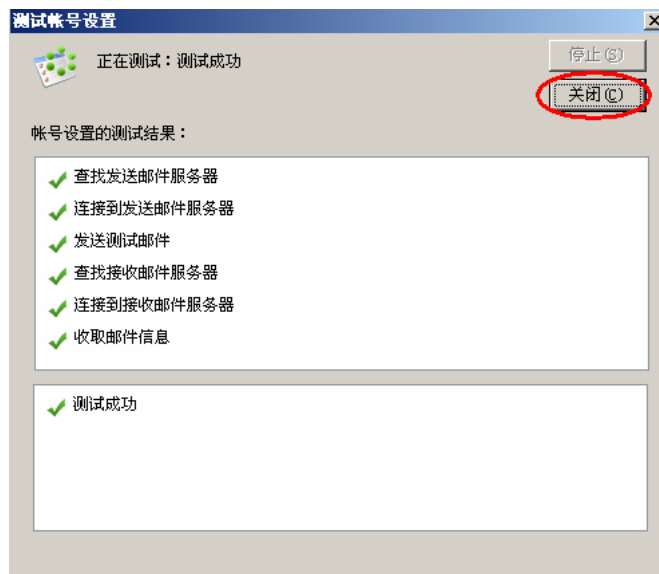 测试帐号设置
正在测试：测试成功
停止(S)
关闭(C)
帐号设置的测试结果：
查找发送邮件服务器
连接到发送邮件服务器
发送测试邮件
查找接收邮件服务器
连接到接收邮件服务器
收取邮件信息
测试成功